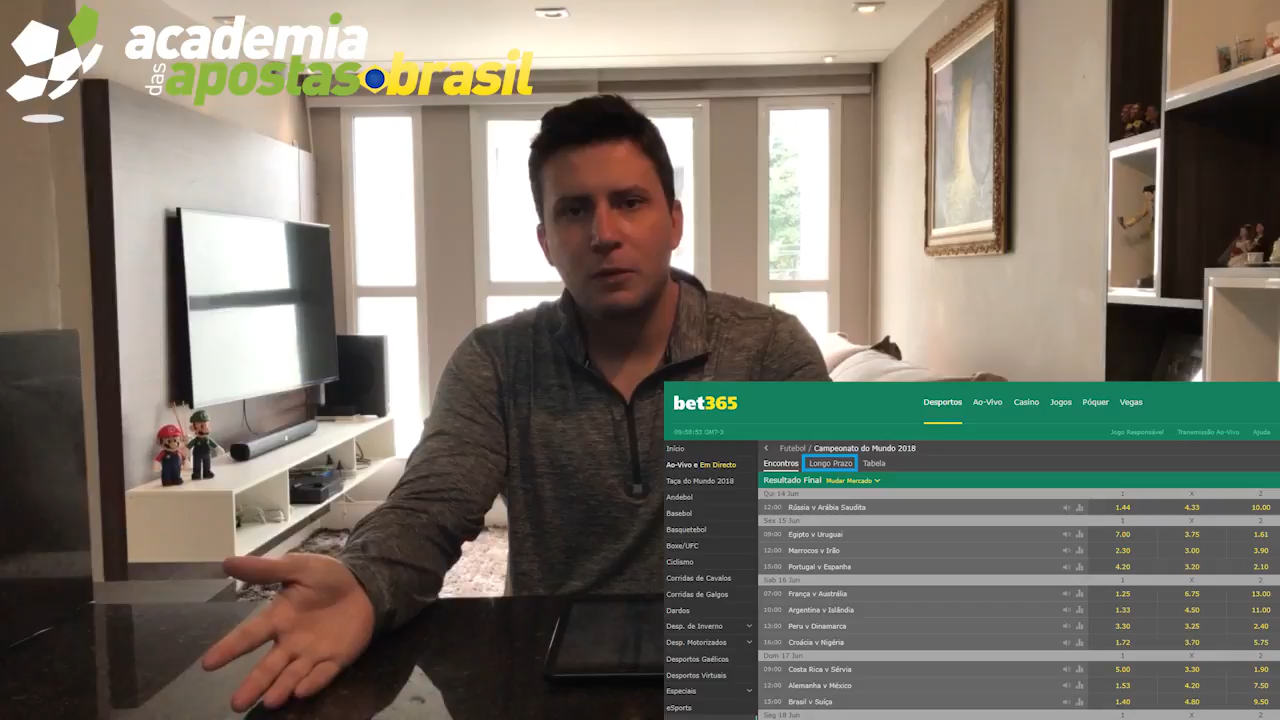 academia
das apostas brasil
bet365
Desportos Ao-Vivo Casino Jogos Póquer Vegas
09:58:53 GMT-3
Jogo Responsável Transmissão Ao-Vivo Ajuda
Início
Ao-Vivo e Em Directo
Taça do Mundo 2018
Andebol
Basebol
Basquetebol
Boxe/UFC
Ciclismo
Corridas de Cavalos
Corridas de Galgos
Dardos
Desp. de Inverno
Desp. Motorizados
Desportos Gaélicos
Desportos Virtuais
Especiais
eSports
Futebol / Campeonato do Mundo 2018
Encontros Longo Prazo Tabela
Resultado Final Mudar Mercado
Qui 14 Jun 1 X 2
12:00 Rússia v Arábia Saudita 1.44 4.33 10.00
Sex 15 Jun 1 X 2
09:00 Egipto v Uruguai 7.00 3.75 1.61
12:00 Marrocos v Irão 2.30 3.00 3.90
15:00 Portugal v Espanha 4.20 3.20 2.10
Sab 16 Jun 1 X 2
07:00 França v Austrália 1.25 6.75 13.00
10:00 Argentina v Islândia 1.33 4.50 11.00
13:00 Peru v Dinamarca 3.30 3.25 2.40
16:00 Croácia v Nigéria 1.72 3.70 5.75
Dom 17 Jun 1 X 2
09:00 Costa Rica v Sérvia 5.00 3.30 1.90
12:00 Alemanha v México 1.53 4.20 7.50
15:00 Brasil v Suíça 1.40 4.80 9.50
Seg 18 Jun 1 X 2